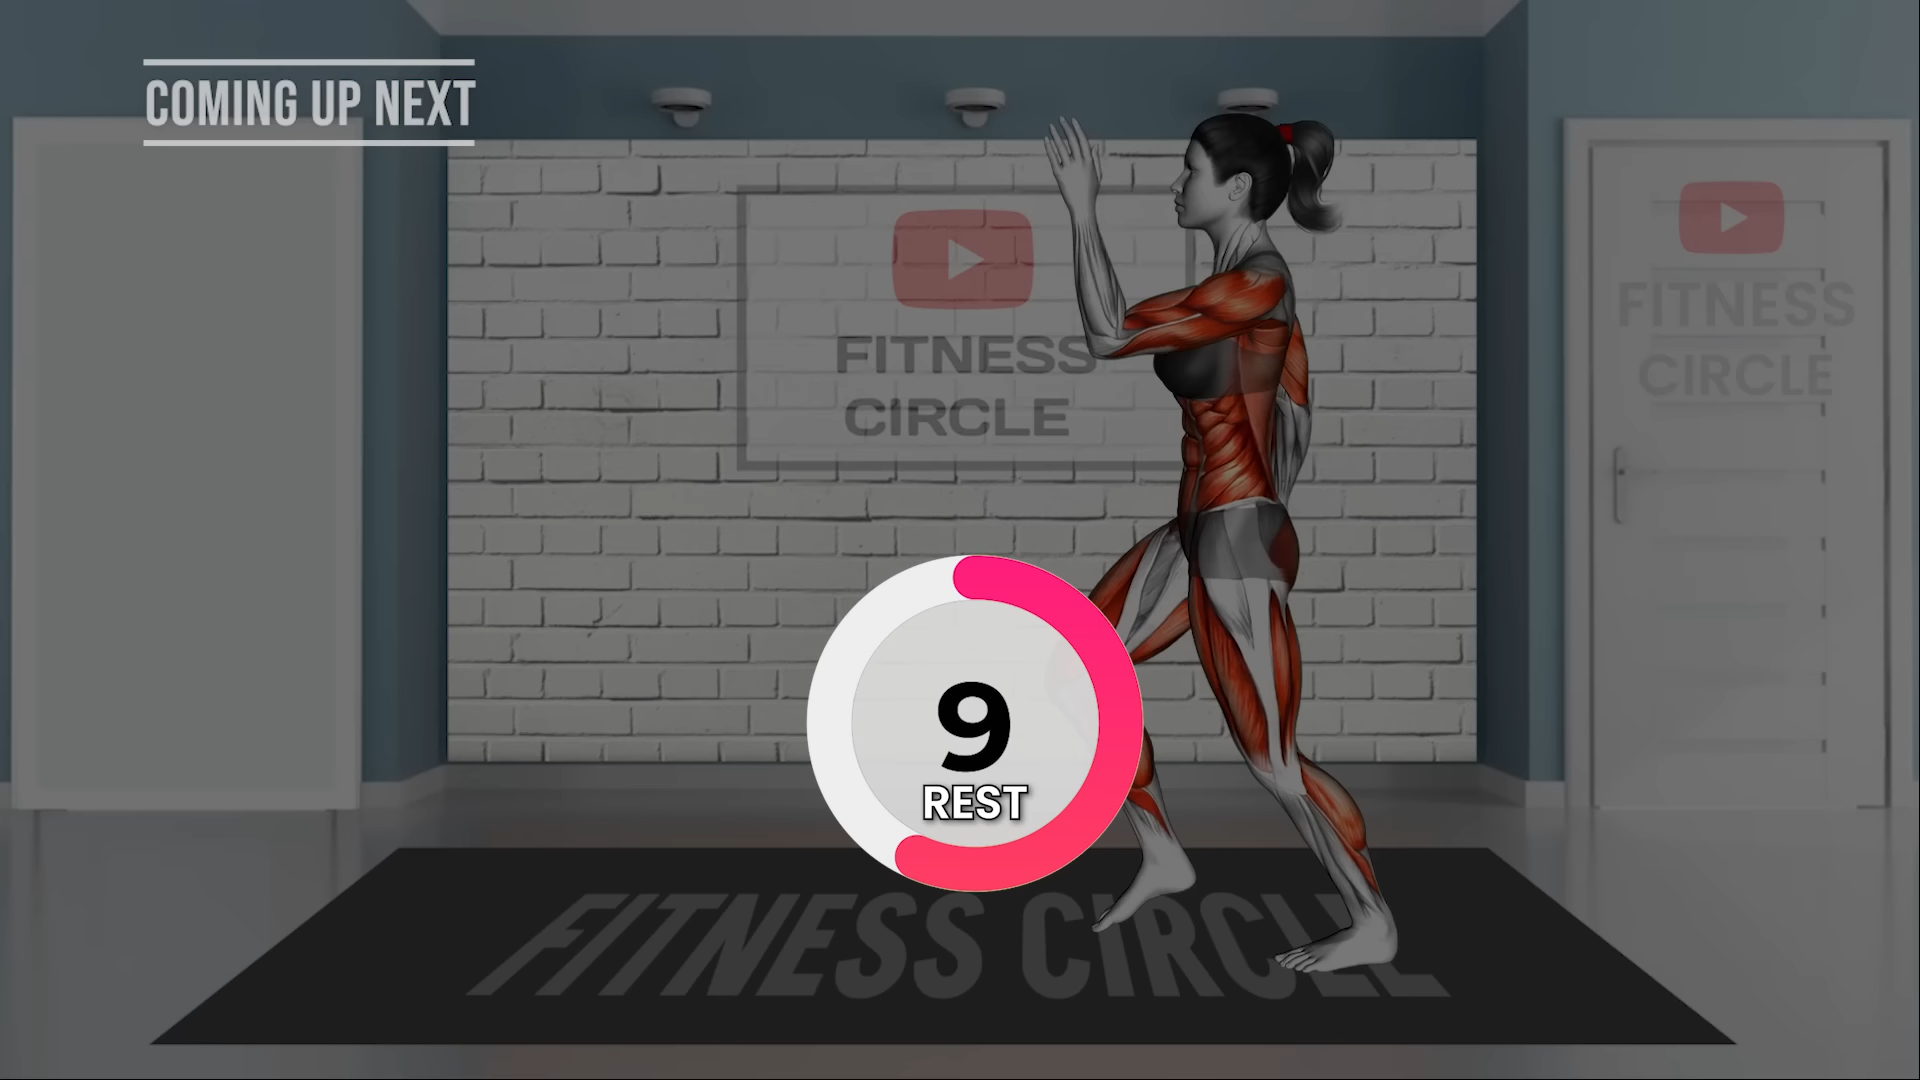 COMING UP NEXT
FITNESS
CIRCLE
FITNESS
CIRCLE
9
REST
FITNESS CIRCLE